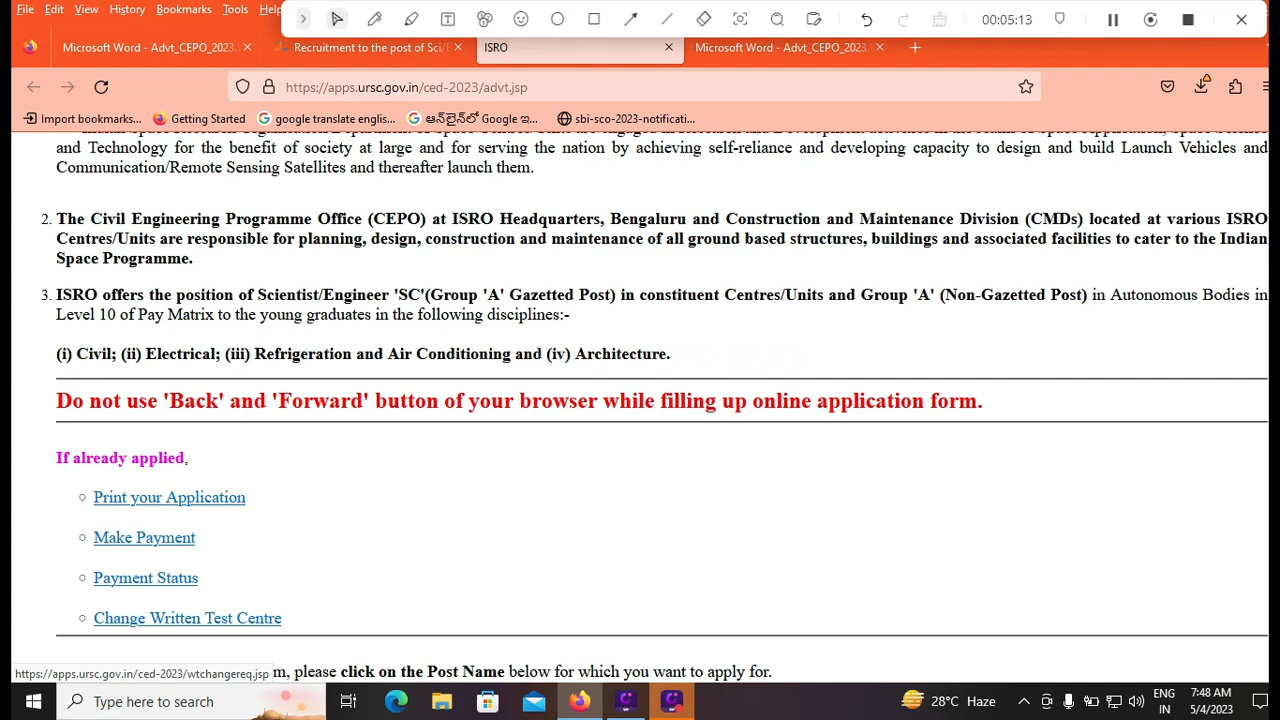 File Edit View History Bookmarks Tools Help
00:05:13
Microsoft Word - Advt_CEPO_2023. Recruitment to the post of Sci/E ISRO Microsoft Word - Advt_CEPO_2023.
https://apps.ursc.gov.in/ced-2023/advt.jsp
Import bookmarks... Getting Started google translate englis... ఆన్‌లైన్‌లో Google ఇ... sbi-sco-2023-notificati...
and Technology for the benefit of society at large and for serving the nation by achieving self-reliance and developing capacity to design and build Launch Vehicles and
Communication/Remote Sensing Satellites and thereafter launch them.
2. The Civil Engineering Programme Office (CEPO) at ISRO Headquarters, Bengaluru and Construction and Maintenance Division (CMDs) located at various ISRO
Centres/Units are responsible for planning, design, construction and maintenance of all ground based structures, buildings and associated facilities to cater to the Indian
Space Programme.
3. ISRO offers the position of Scientist/Engineer 'SC'(Group 'A' Gazetted Post) in constituent Centres/Units and Group 'A' (Non-Gazetted Post) in Autonomous Bodies in
Level 10 of Pay Matrix to the young graduates in the following disciplines:-
(i) Civil; (ii) Electrical; (iii) Refrigeration and Air Conditioning and (iv) Architecture.
Do not use 'Back' and 'Forward' button of your browser while filling up online application form.
If already applied,
Print your Application
Make Payment
Payment Status
Change Written Test Centre
https://apps.ursc.gov.in/ced-2023/wtchangereq.jsp m, please click on the Post Name below for which you want to apply for.
Type here to search 28°C Haze ENG 7:48 AM
IN 5/4/2023